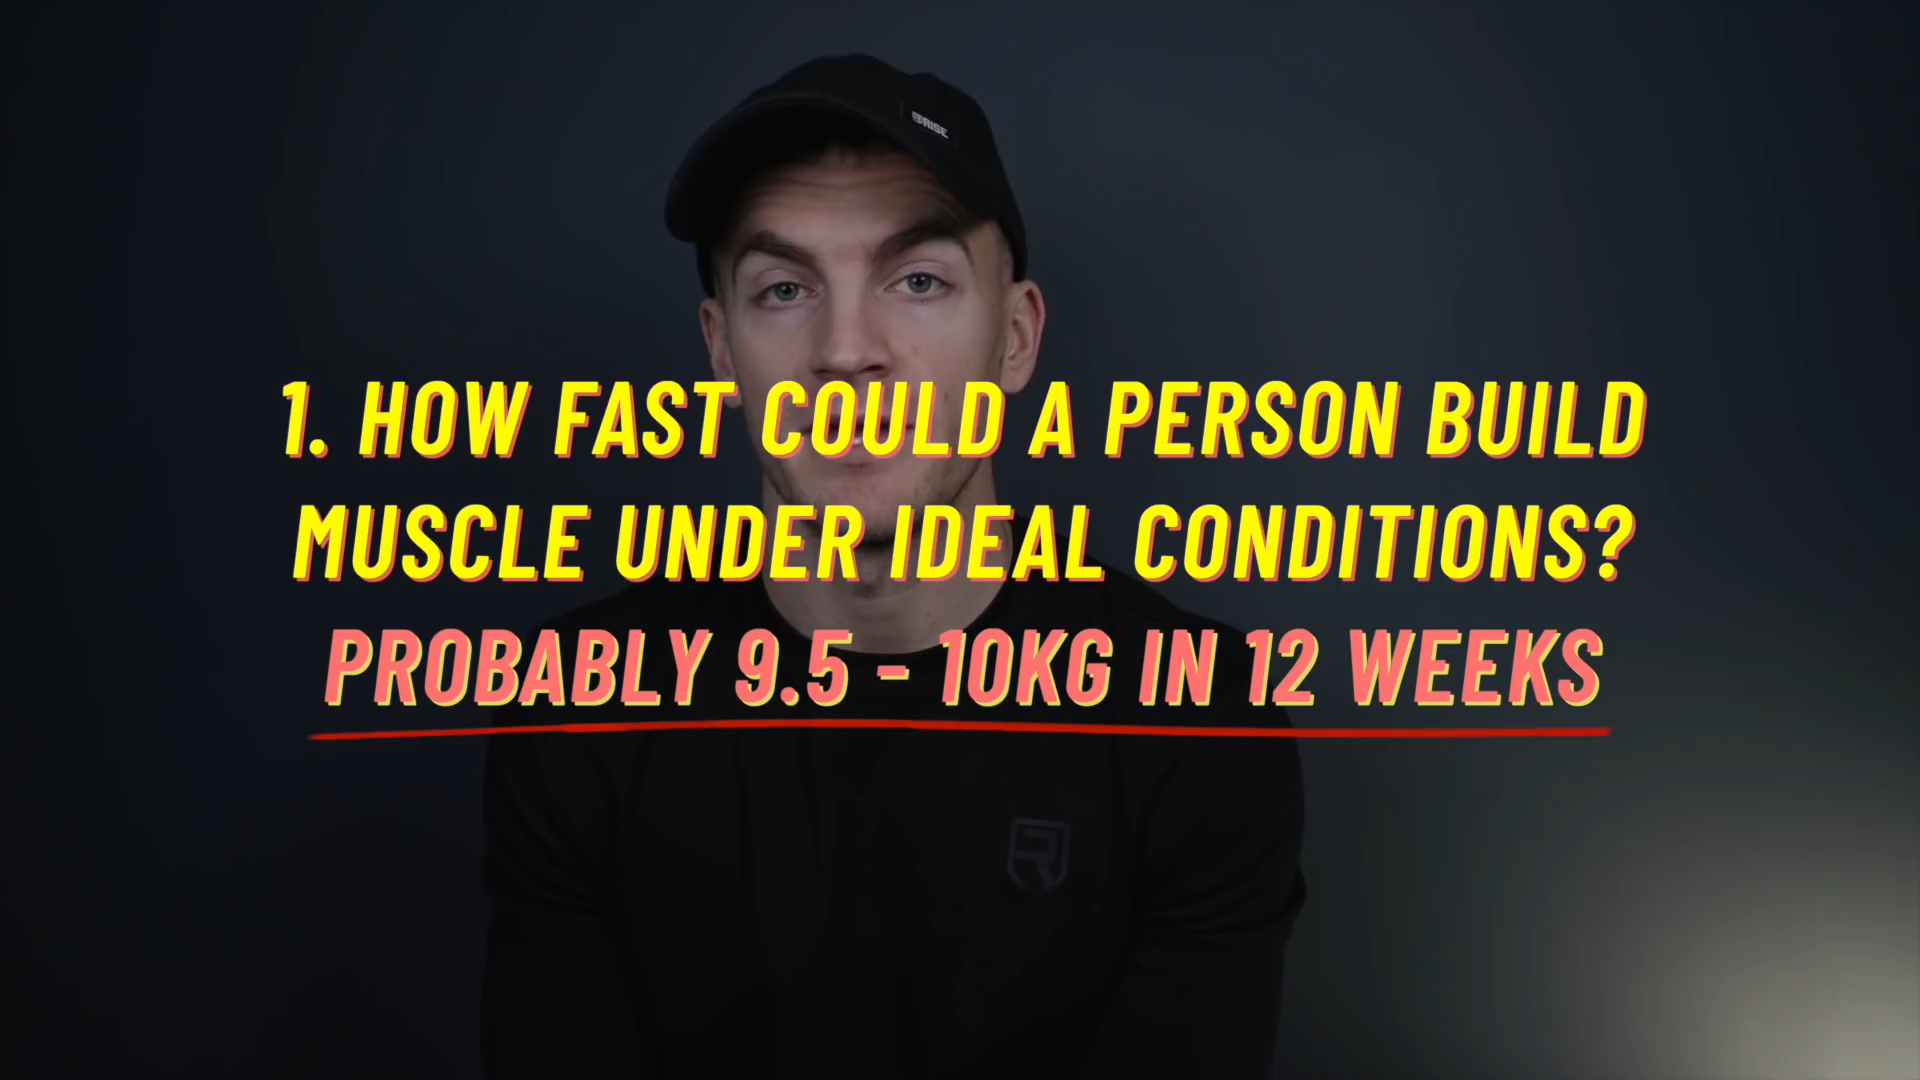 RISE
1. HOW FAST COULD A PERSON BUILD
MUSCLE UNDER IDEAL CONDITIONS?
PROBABLY 9.5 - 10KG IN 12 WEEKS
R